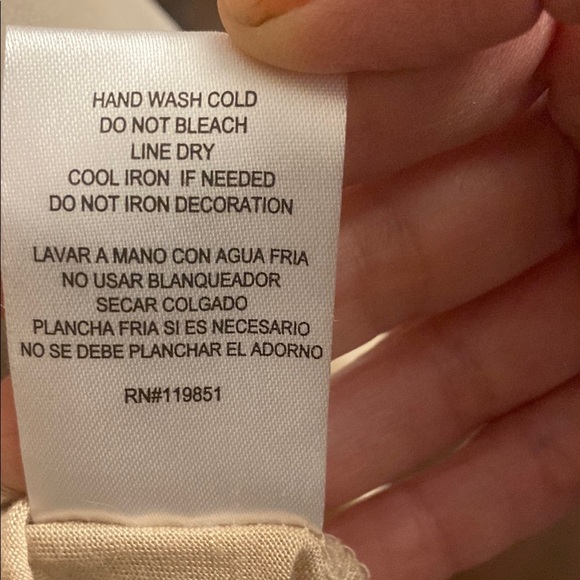 HAND WASH COLD
DO NOT BLEACH
LINE DRY
COOL IRON IF NEEDED
DO NOT IRON DECORATION
LAVAR A MANO CON AGUA FRIA
NO USAR BLANQUEADOR
SECAR COLGADO
PLANCHA FRIA SI ES NECESARIO
NO SE DEBE PLANCHAR EL ADORNO
RN#119851